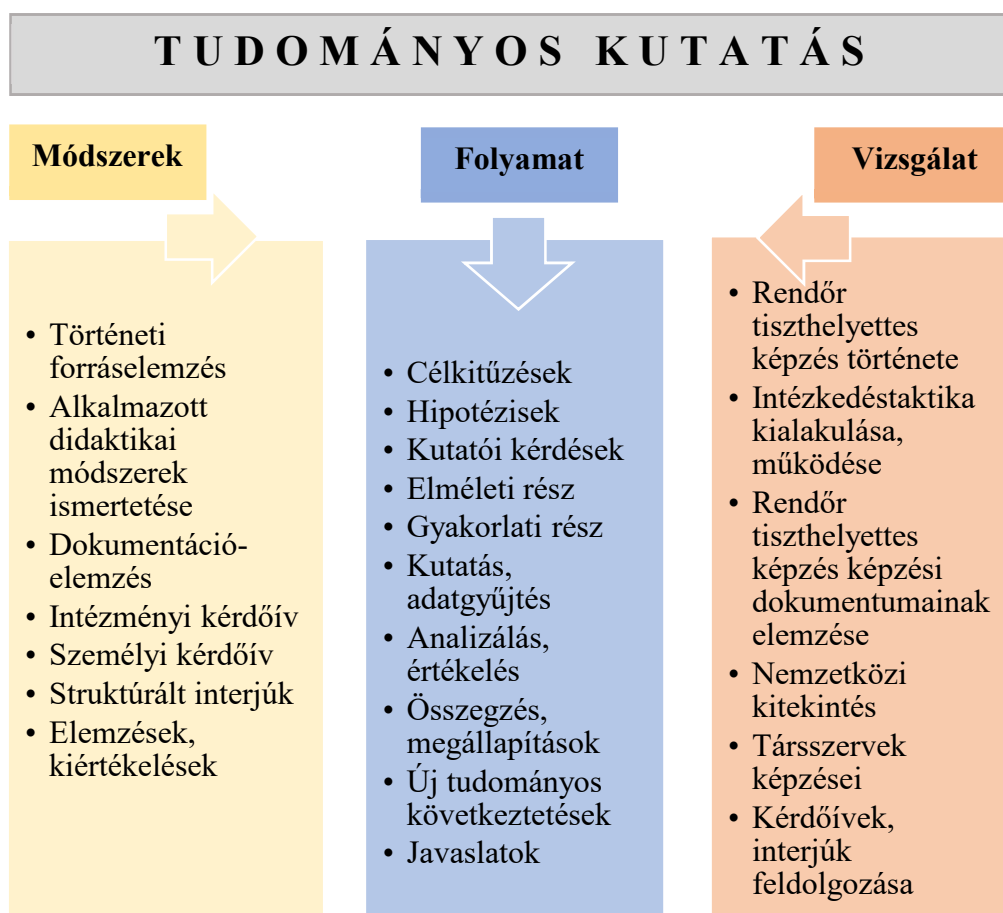 TUDOMÁNYOS KUTATÁS
Módszerek
• Történeti
forráselemzés
• Alkalmazott
didaktikai
módszerek
ismertetése
• Dokumentáció-
elemzés
• Intézményi kérdőív
• Személyi kérdőív
• Struktúrált interjúk
• Elemzések,
kiértékelések
Folyamat
• Célkitűzések
• Hipotézisek
• Kutatói kérdések
• Elméleti rész
• Gyakorlati rész
• Kutatás,
adatgyűjtés
• Analizálás,
értékelés
• Összegzés,
megállapítások
• Új tudományos
következtetések
• Javaslatok
Vizsgálat
• Rendőr
tiszthelyettes
képzés története
• Intézkedéstaktika
kialakulása,
működése
• Rendőr
tiszthelyettes
képzés képzési
dokumentumainak
elemzése
• Nemzetközi
kitekintés
• Társszervek
képzései
• Kérdőívek,
interjúk
feldolgozása